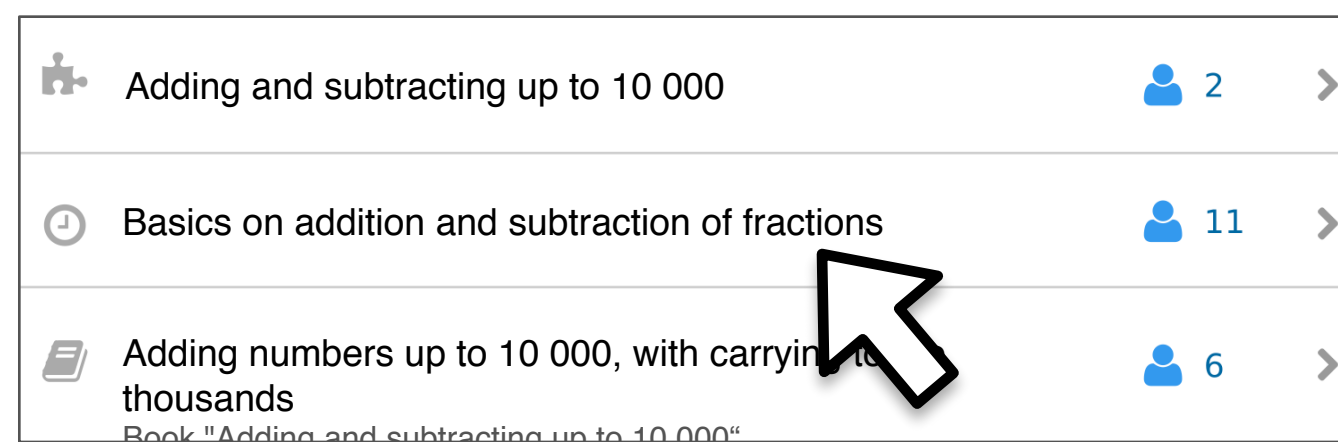 Adding and subtracting up to 10 000
2
Basics on addition and subtraction of fractions
11
Adding numbers up to 10 000, with carrying
thousands
6
Book "Adding and subtracting up to 10 000“